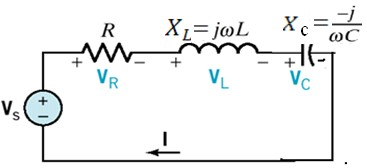 R
X_L = jωL
X_C = -j/ωC
+ − + − + −
V_R V_L V_C
V_S
+
−
I